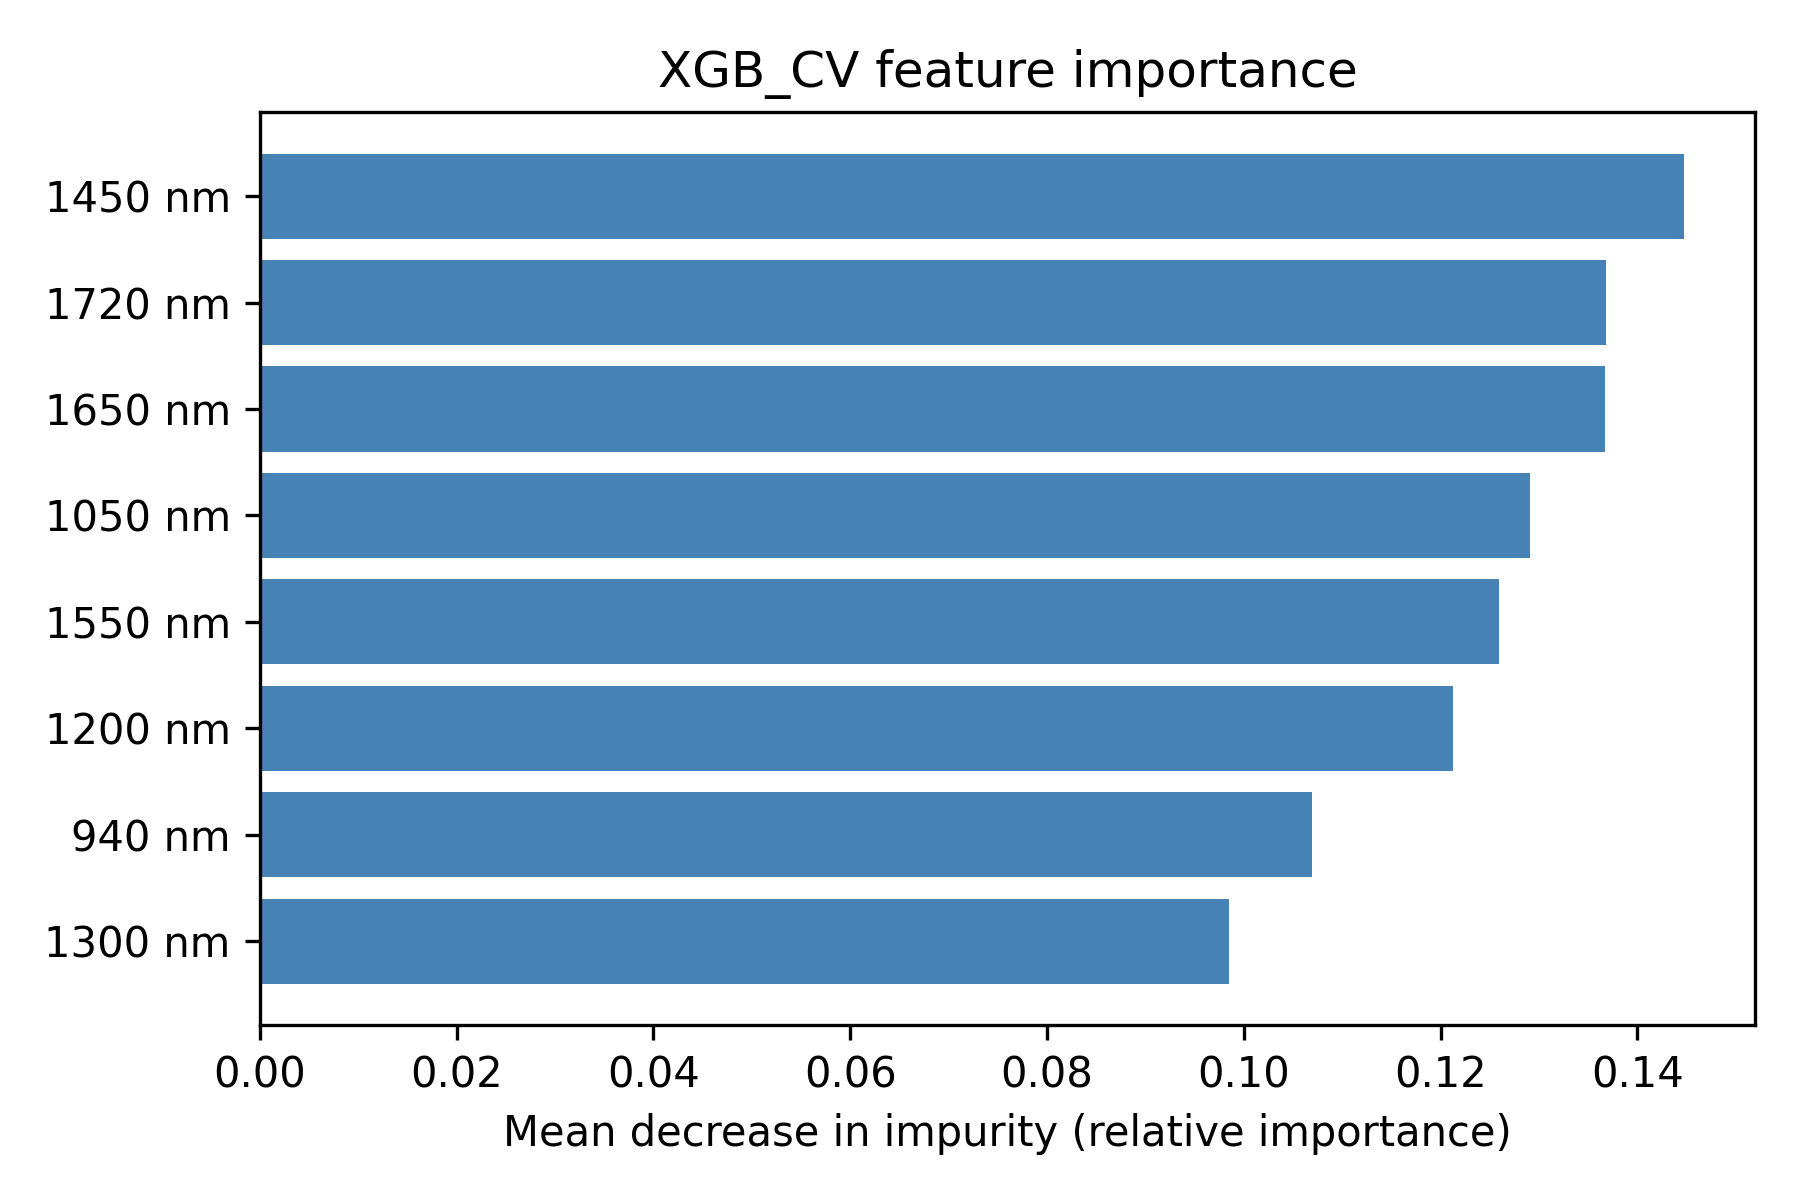 XGB_CV feature importance
1450 nm
1720 nm
1650 nm
1050 nm
1550 nm
1200 nm
940 nm
1300 nm
0.00 0.02 0.04 0.06 0.08 0.10 0.12 0.14
Mean decrease in impurity (relative importance)